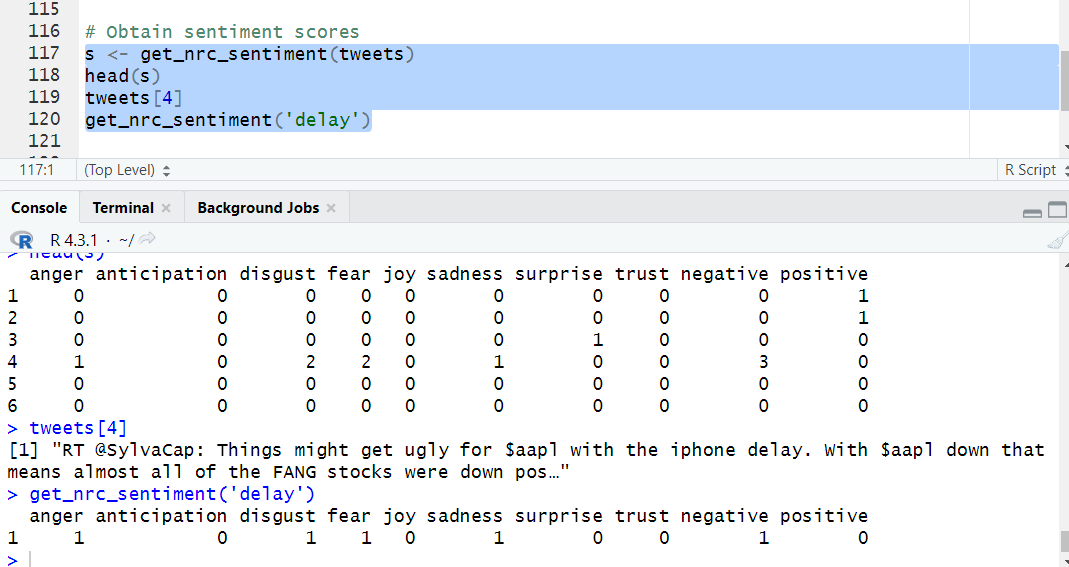 115
116 # Obtain sentiment scores
117 s <- get_nrc_sentiment(tweets)
118 head(s)
119 tweets[4]
120 get_nrc_sentiment('delay')
121
117:1 (Top Level) R Script
Console Terminal Background Jobs
R 4.3.1 · ~/
> head(s)
anger anticipation disgust fear joy sadness surprise trust negative positive
1 0 0 0 0 0 0 0 0 0 1
2 0 0 0 0 0 0 0 0 0 1
3 0 0 0 0 0 0 1 0 0 0
4 1 0 2 2 0 1 0 0 3 0
5 0 0 0 0 0 0 0 0 0 0
6 0 0 0 0 0 0 0 0 0 0
> tweets[4]
[1] "RT @SylvaCap: Things might get ugly for $aapl with the iphone delay. With $aapl down that
means almost all of the FANG stocks were down pos…"
> get_nrc_sentiment('delay')
anger anticipation disgust fear joy sadness surprise trust negative positive
1 1 0 1 1 0 1 0 0 1 0
>